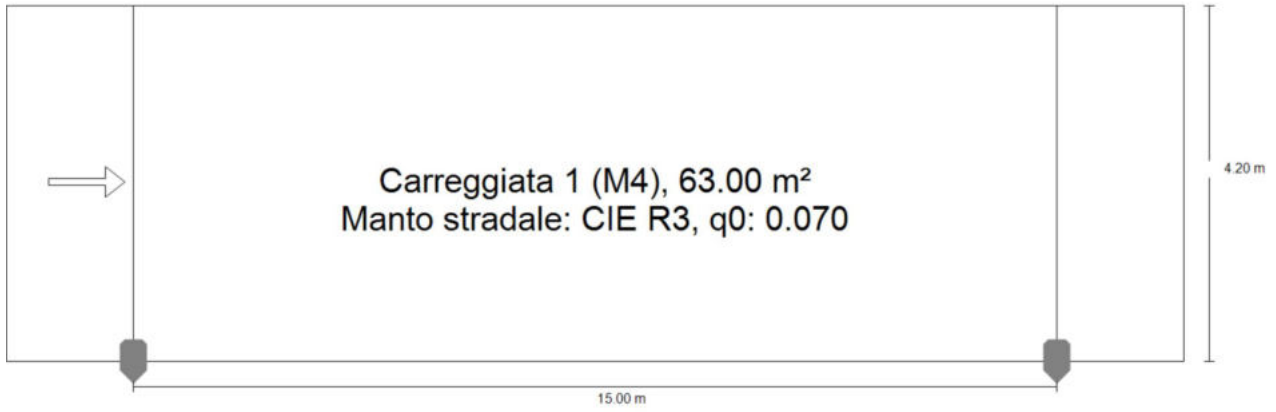 Carreggiata 1 (M4), 63.00 m²
Manto stradale: CIE R3, q0: 0.070
4.20 m
15.00 m